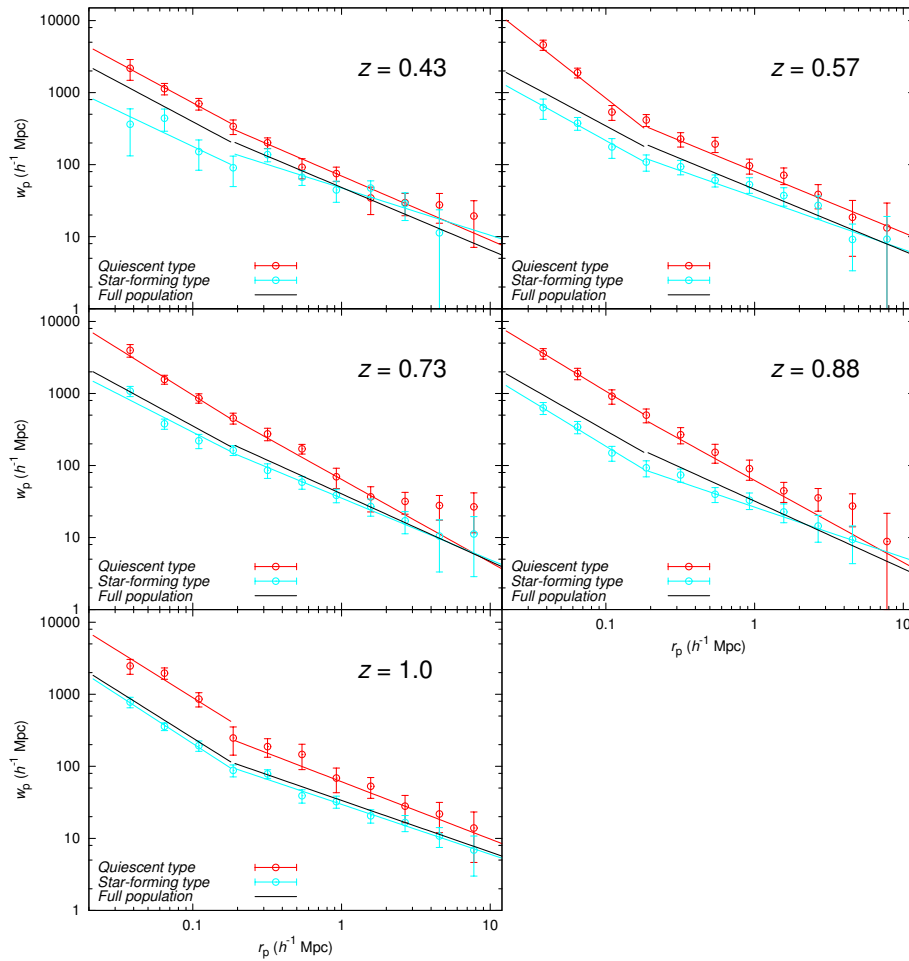 10000
1000
100
10
1
w_p (h⁻¹ Mpc)
z = 0.43
Quiescent type
Star-forming type
Full population
z = 0.57
Quiescent type
Star-forming type
Full population
10000
1000
100
10
1
w_p (h⁻¹ Mpc)
z = 0.73
Quiescent type
Star-forming type
Full population
z = 0.88
Quiescent type
Star-forming type
Full population
0.1
1
10
r_p (h⁻¹ Mpc)
10000
1000
100
10
1
w_p (h⁻¹ Mpc)
z = 1.0
Quiescent type
Star-forming type
Full population
0.1
1
10
r_p (h⁻¹ Mpc)